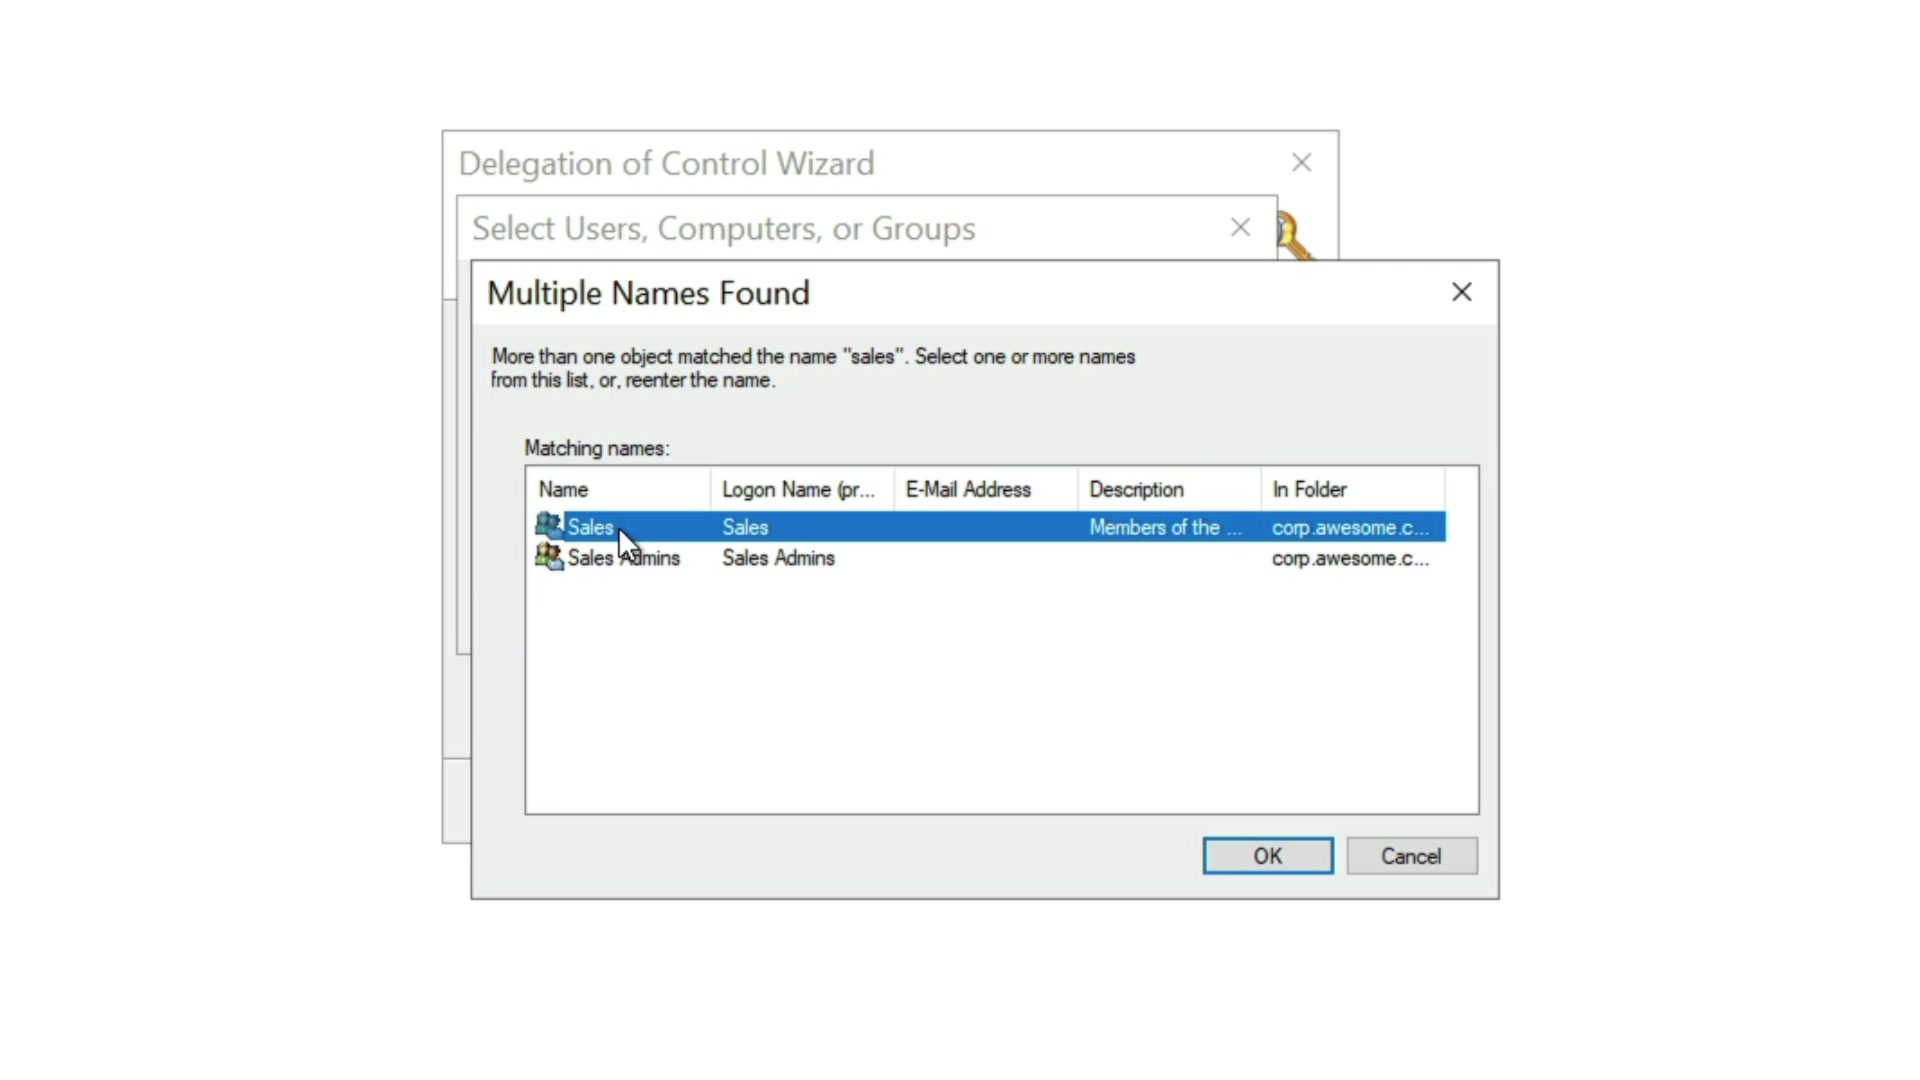 Delegation of Control Wizard
Select Users, Computers, or Groups
Multiple Names Found
More than one object matched the name "sales". Select one or more names
from this list, or, reenter the name.
Matching names:
Name Logon Name (pr... E-Mail Address Description In Folder
Sales Sales Members of the ... corp.awesome.c...
Sales Admins Sales Admins corp.awesome.c...
OK Cancel